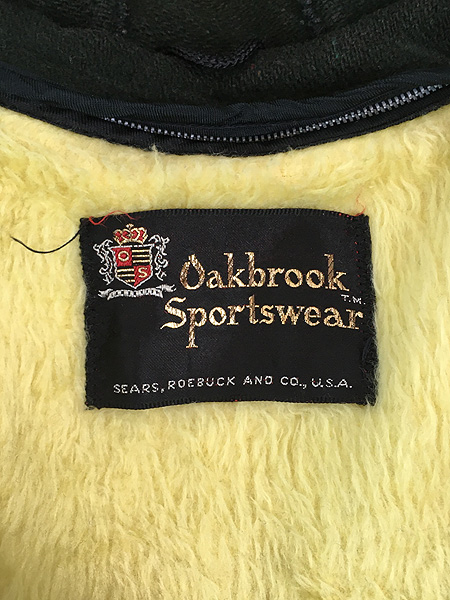 O S
Oakbrook
T.M.
Sportswear
SEARS, ROEBUCK AND CO., U.S.A.